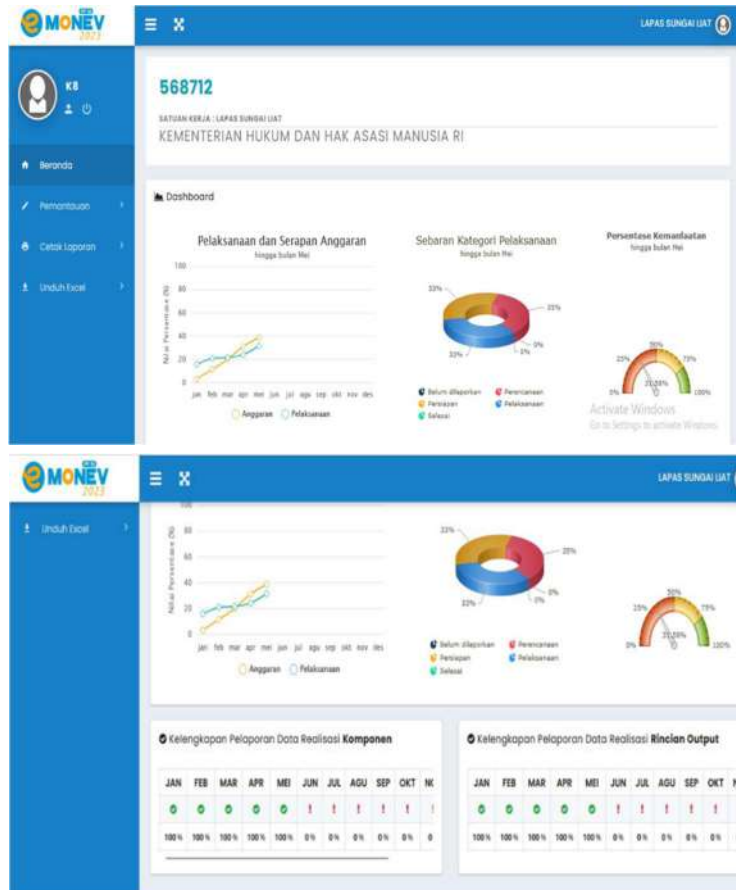 eMONEV
2023
LAPAS SUNGAI LIAT
K8
Beranda
Pemantauan
Cetak Laporan
Unduh Excel
568712
SATUAN KERJA : LAPAS SUNGAI LIAT
KEMENTERIAN HUKUM DAN HAK ASASI MANUSIA RI
Dashboard
Pelaksanaan dan Serapan Anggaran
hingga bulan Mei
Nilai Persentase (%)
100
80
60
40
20
0
jan feb mar apr mei jun jul agu sep okt nov des
Anggaran Pelaksanaan
Sebaran Kategori Pelaksanaan
hingga bulan Mei
33%
33%
0%
0%
Belum dilaporkan Perencanaan
Persiapan Pelaksanaan
Selesai
Persentase Kemanfaatan
hingga bulan Mei
0% 25% 50% 75% 100%
Activate Windows
Go to Settings to activate Windows
eMONEV
2023
LAPAS SUNGAI LIAT
Unduh Excel
Nilai Persentase (%)
100
80
60
40
20
0
jan feb mar apr mei jun jul agu sep okt nov des
Anggaran Pelaksanaan
33%
33%
0%
0%
Belum dilaporkan Perencanaan
Persiapan Pelaksanaan
Selesai
0% 25% 50% 75% 100%
Kelengkapan Pelaporan Data Realisasi Komponen
JAN FEB MAR APR MEI JUN JUL AGU SEP OKT
! ! ! ! !
100 % 100 % 100 % 100 % 100 % 0 % 0 % 0 % 0 % 0 % 0
Kelengkapan Pelaporan Data Realisasi Rincian Output
JAN FEB MAR APR MEI JUN JUL AGU SEP OKT
! ! ! ! !
100 % 100 % 100 % 100 % 100 % 0 % 0 % 0 % 0 % 0 %